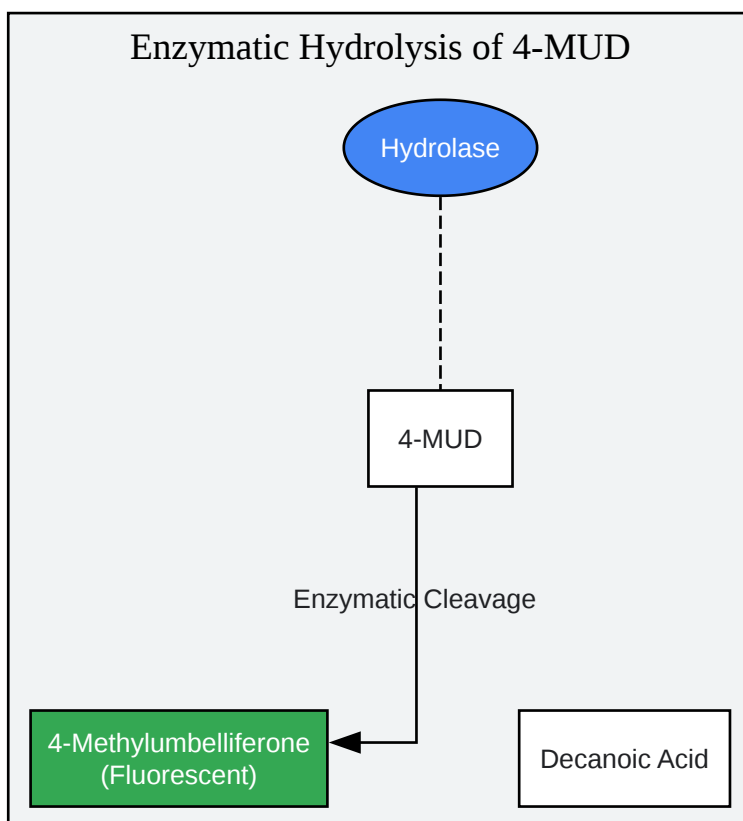 Enzymatic Hydrolysis of 4-MUD
Hydrolase
4-MUD
Enzymatic Cleavage
4-Methylumbelliferone
(Fluorescent)
Decanoic Acid